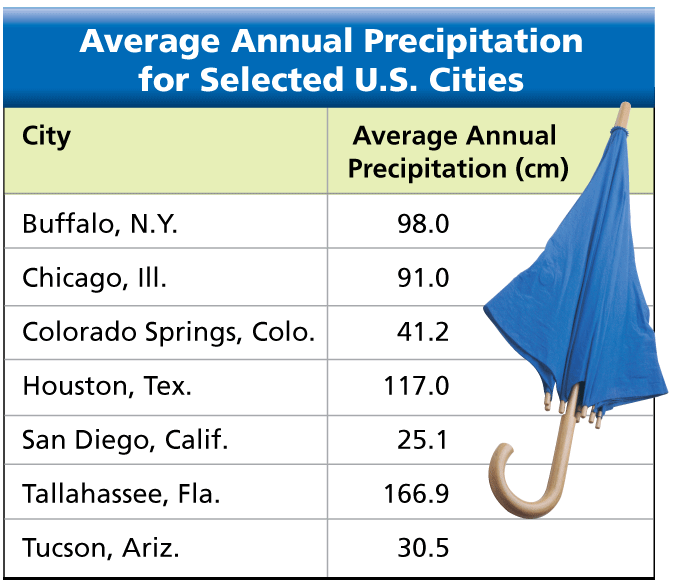 Average Annual Precipitation
for Selected U.S. Cities
City
Average Annual
Precipitation (cm)
Buffalo, N.Y. 98.0
Chicago, Ill. 91.0
Colorado Springs, Colo. 41.2
Houston, Tex. 117.0
San Diego, Calif. 25.1
Tallahassee, Fla. 166.9
Tucson, Ariz. 30.5